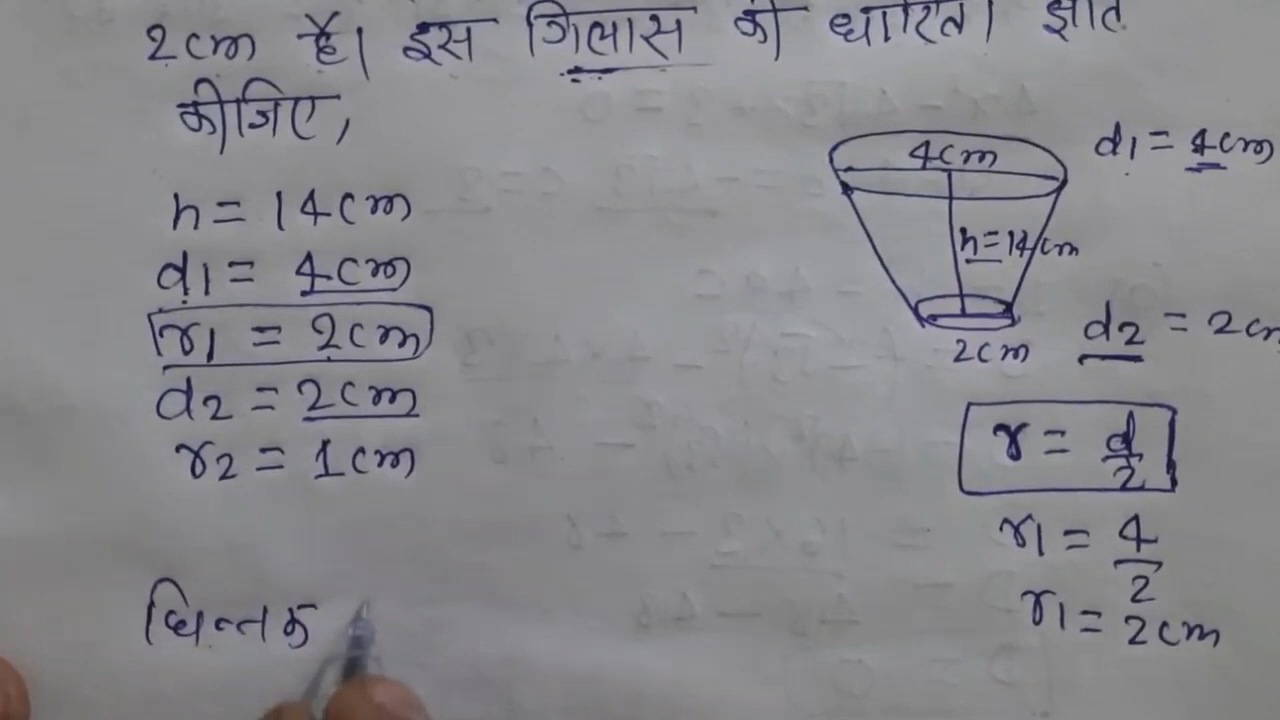 2cm है। इस गिलास की धारिता ज्ञात
कीजिए,
h = 14cm
d1 = 4cm
r1 = 2cm
d2 = 2cm
r2 = 1cm
छिन्नक
4cm
d1 = 4cm
h = 14cm
2cm
d2 = 2cm
r = d/2
r1 = 4/2
r1 = 2cm